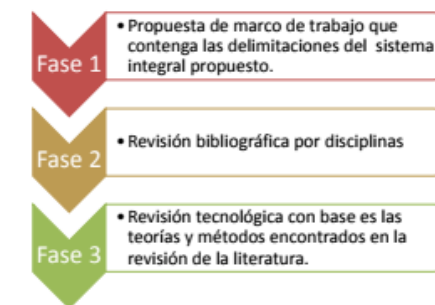 Fase 1
• Propuesta de marco de trabajo que
contenga las delimitaciones del sistema
integral propuesto.
Fase 2
• Revisión bibliográfica por disciplinas
Fase 3
• Revisión tecnológica con base es las
teorías y métodos encontrados en la
revisión de la literatura.